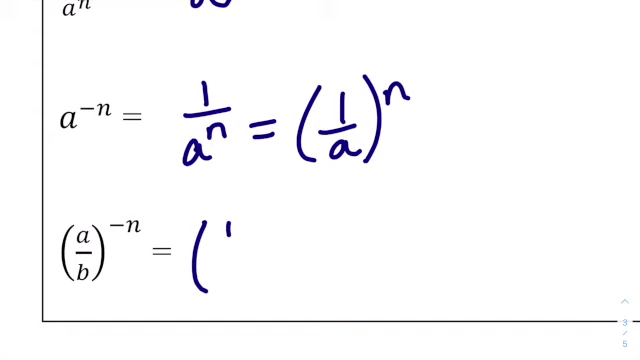 a^n
a^{-n} = 1/a^n = (1/a)^n
(a/b)^{-n} = (
3
/
5